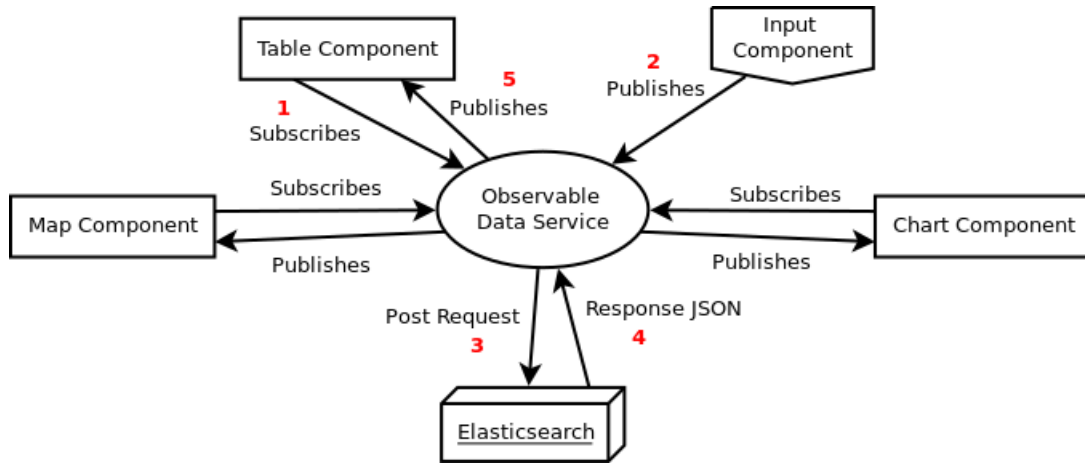 Table Component
Input
Component
1
Subscribes
5
Publishes
2
Publishes
Map Component
Subscribes
Publishes
Observable
Data Service
Subscribes
Publishes
Chart Component
Post Request
3
Response JSON
4
Elasticsearch